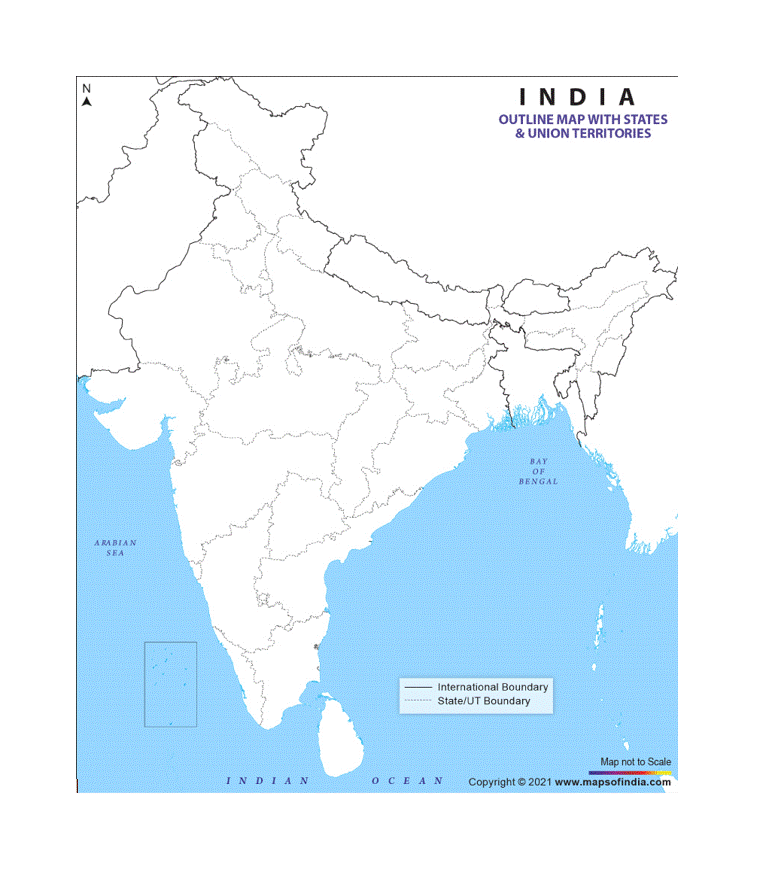 N
INDIA
OUTLINE MAP WITH STATES
& UNION TERRITORIES
BAY
OF
BENGAL
ARABIAN
SEA
International Boundary
State/UT Boundary
Map not to Scale
INDIAN OCEAN
Copyright © 2021 www.mapsofindia.com